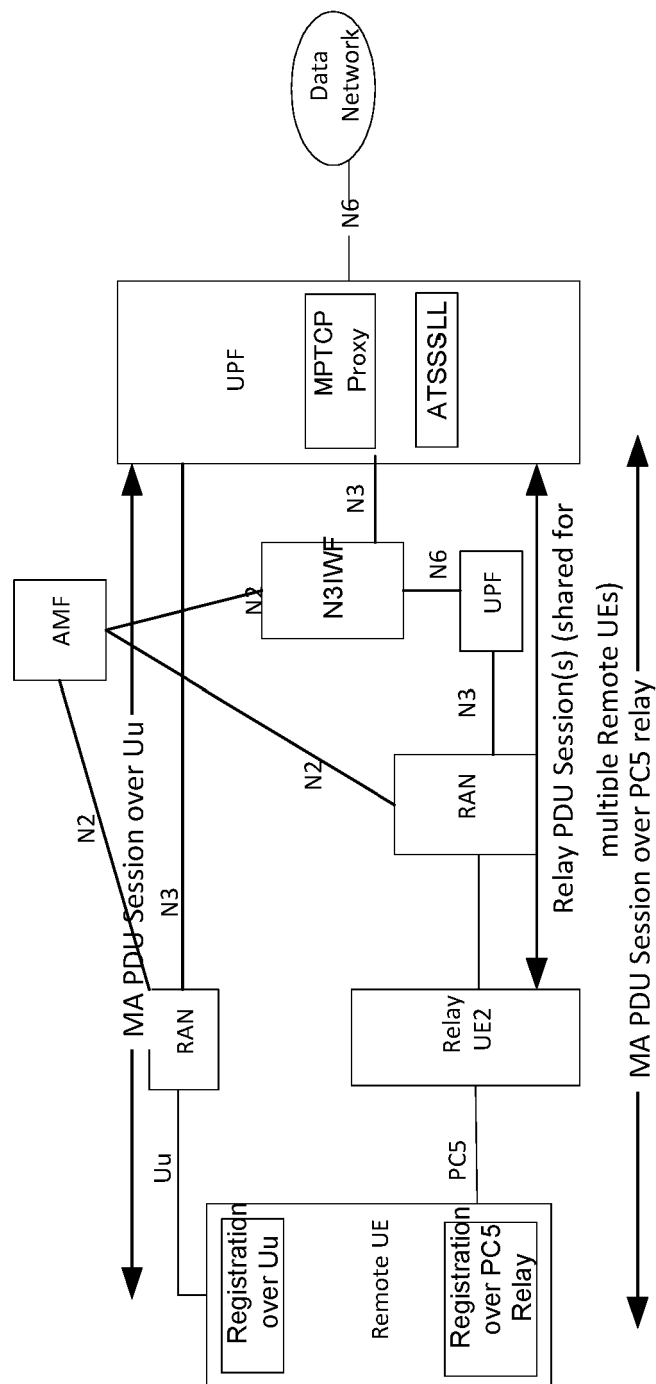 AMF
N2
MA PDU Session over Uu
N3
N2
N2
Uu
RAN
Registration
over Uu
Remote UE
Registration
over PC5
Relay
PC5
Relay
UE2
RAN
N3
UPF
N6
N3IWF
N3
UPF
MPTCP
Proxy
ATSSSLL
N6
Data
Network
Relay PDU Session(s) (shared for
multiple Remote UEs)
MA PDU Session over PC5 relay